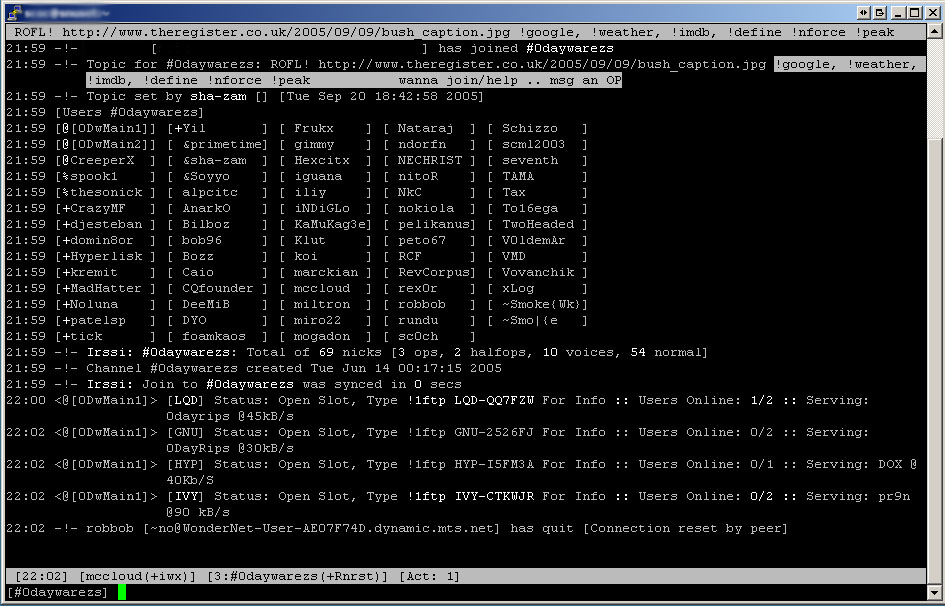 ROFL! http://www.theregister.co.uk/2005/09/09/bush_caption.jpg !google, !weather, !imdb, !define !nforce !peak
21:59 -!- [ ] has joined #0daywarezs
21:59 -!- Topic for #0daywarezs: ROFL! http://www.theregister.co.uk/2005/09/09/bush_caption.jpg !google, !weather,
!imdb, !define !nforce !peak wanna join/help .. msg an OP
21:59 -!- Topic set by sha-zam [] [Tue Sep 20 18:42:58 2005]
21:59 [Users #0daywarezs]
21:59 [@[ODwMain1]] [+Yil ] [ Frukx ] [ Nataraj ] [ Schizzo ]
21:59 [@[ODwMain2]] [ &primetime] [ gimmy ] [ ndorfn ] [ scml2003 ]
21:59 [@CreeperX ] [ &sha-zam ] [ Hexcitx ] [ NECHRIST ] [ seventh ]
21:59 [%spook1 ] [ &Soyyo ] [ iguana ] [ nitoR ] [ TAMA ]
21:59 [%thesonick ] [ alpcitc ] [ iliy ] [ NkC ] [ Tax ]
21:59 [+CrazyMF ] [ AnarkO ] [ iNDiGLo ] [ nokiola ] [ To16ega ]
21:59 [+djesteban ] [ Bilboz ] [ KaMuKag3e] [ pelikanus] [ TwoHeaded ]
21:59 [+domin8or ] [ bob96 ] [ Klut ] [ peto67 ] [ V0ldemAr ]
21:59 [+Hyperlisk ] [ Bozz ] [ koi ] [ RCF ] [ VMD ]
21:59 [+kremit ] [ Caio ] [ marckian ] [ RevCorpus] [ Vovanchik ]
21:59 [+MadHatter ] [ CQfounder ] [ mccloud ] [ rex0r ] [ xLog ]
21:59 [+Noluna ] [ DeeMiB ] [ miltron ] [ robbob ] [ ~Smoke{Wk}]
21:59 [+patelsp ] [ DYO ] [ miro22 ] [ rundu ] [ ~Smo|{e ]
21:59 [+tick ] [ foamkaos ] [ mogadon ] [ sc0ch ]
21:59 -!- Irssi: #0daywarezs: Total of 69 nicks [3 ops, 2 halfops, 10 voices, 54 normal]
21:59 -!- Channel #0daywarezs created Tue Jun 14 00:17:15 2005
21:59 -!- Irssi: Join to #0daywarezs was synced in 0 secs
22:00 <@[ODwMain1]> [LQD] Status: Open Slot, Type !1ftp LQD-QQ7FZW For Info :: Users Online: 1/2 :: Serving:
0dayrips @45kB/s
22:02 <@[ODwMain1]> [GNU] Status: Open Slot, Type !1ftp GNU-2526FJ For Info :: Users Online: 0/2 :: Serving:
0DayRips @30kB/s
22:02 <@[ODwMain1]> [HYP] Status: Open Slot, Type !1ftp HYP-I5FM3A For Info :: Users Online: 0/1 :: Serving: DOX @
40Kb/S
22:02 <@[ODwMain1]> [IVY] Status: Open Slot, Type !1ftp IVY-CTKWJR For Info :: Users Online: 0/2 :: Serving: pr9n
@90 kB/s
22:02 -!- robbob [~no@WonderNet-User-AE07F74D.dynamic.mts.net] has quit [Connection reset by peer]
[22:02] [mccloud(+iwx)] [3:#0daywarezs(+Rnrst)] [Act: 1]
[#0daywarezs]